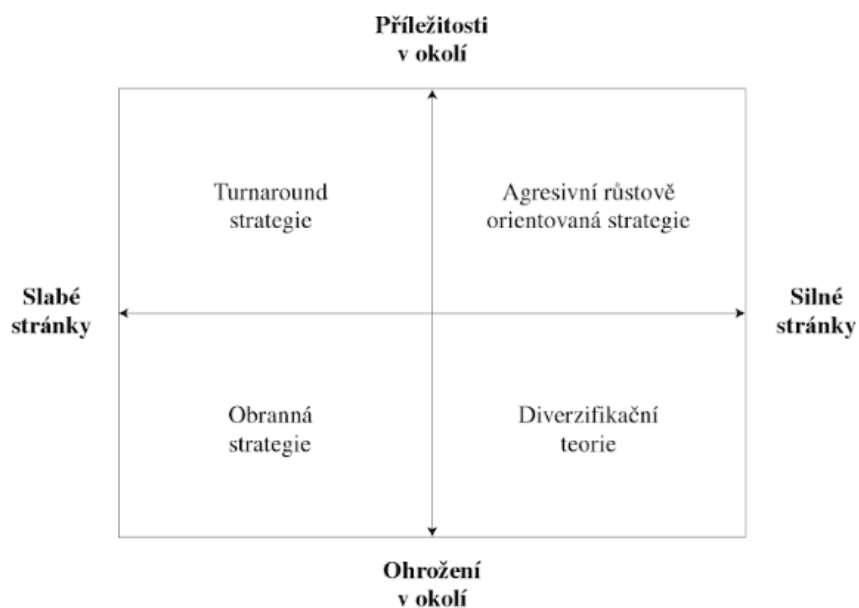 Příležitosti
v okolí
Turnaround
strategie
Agresivní růstově
orientovaná strategie
Slabé
stránky
Silné
stránky
Obranná
strategie
Diverzifikační
teorie
Ohrožení
v okolí